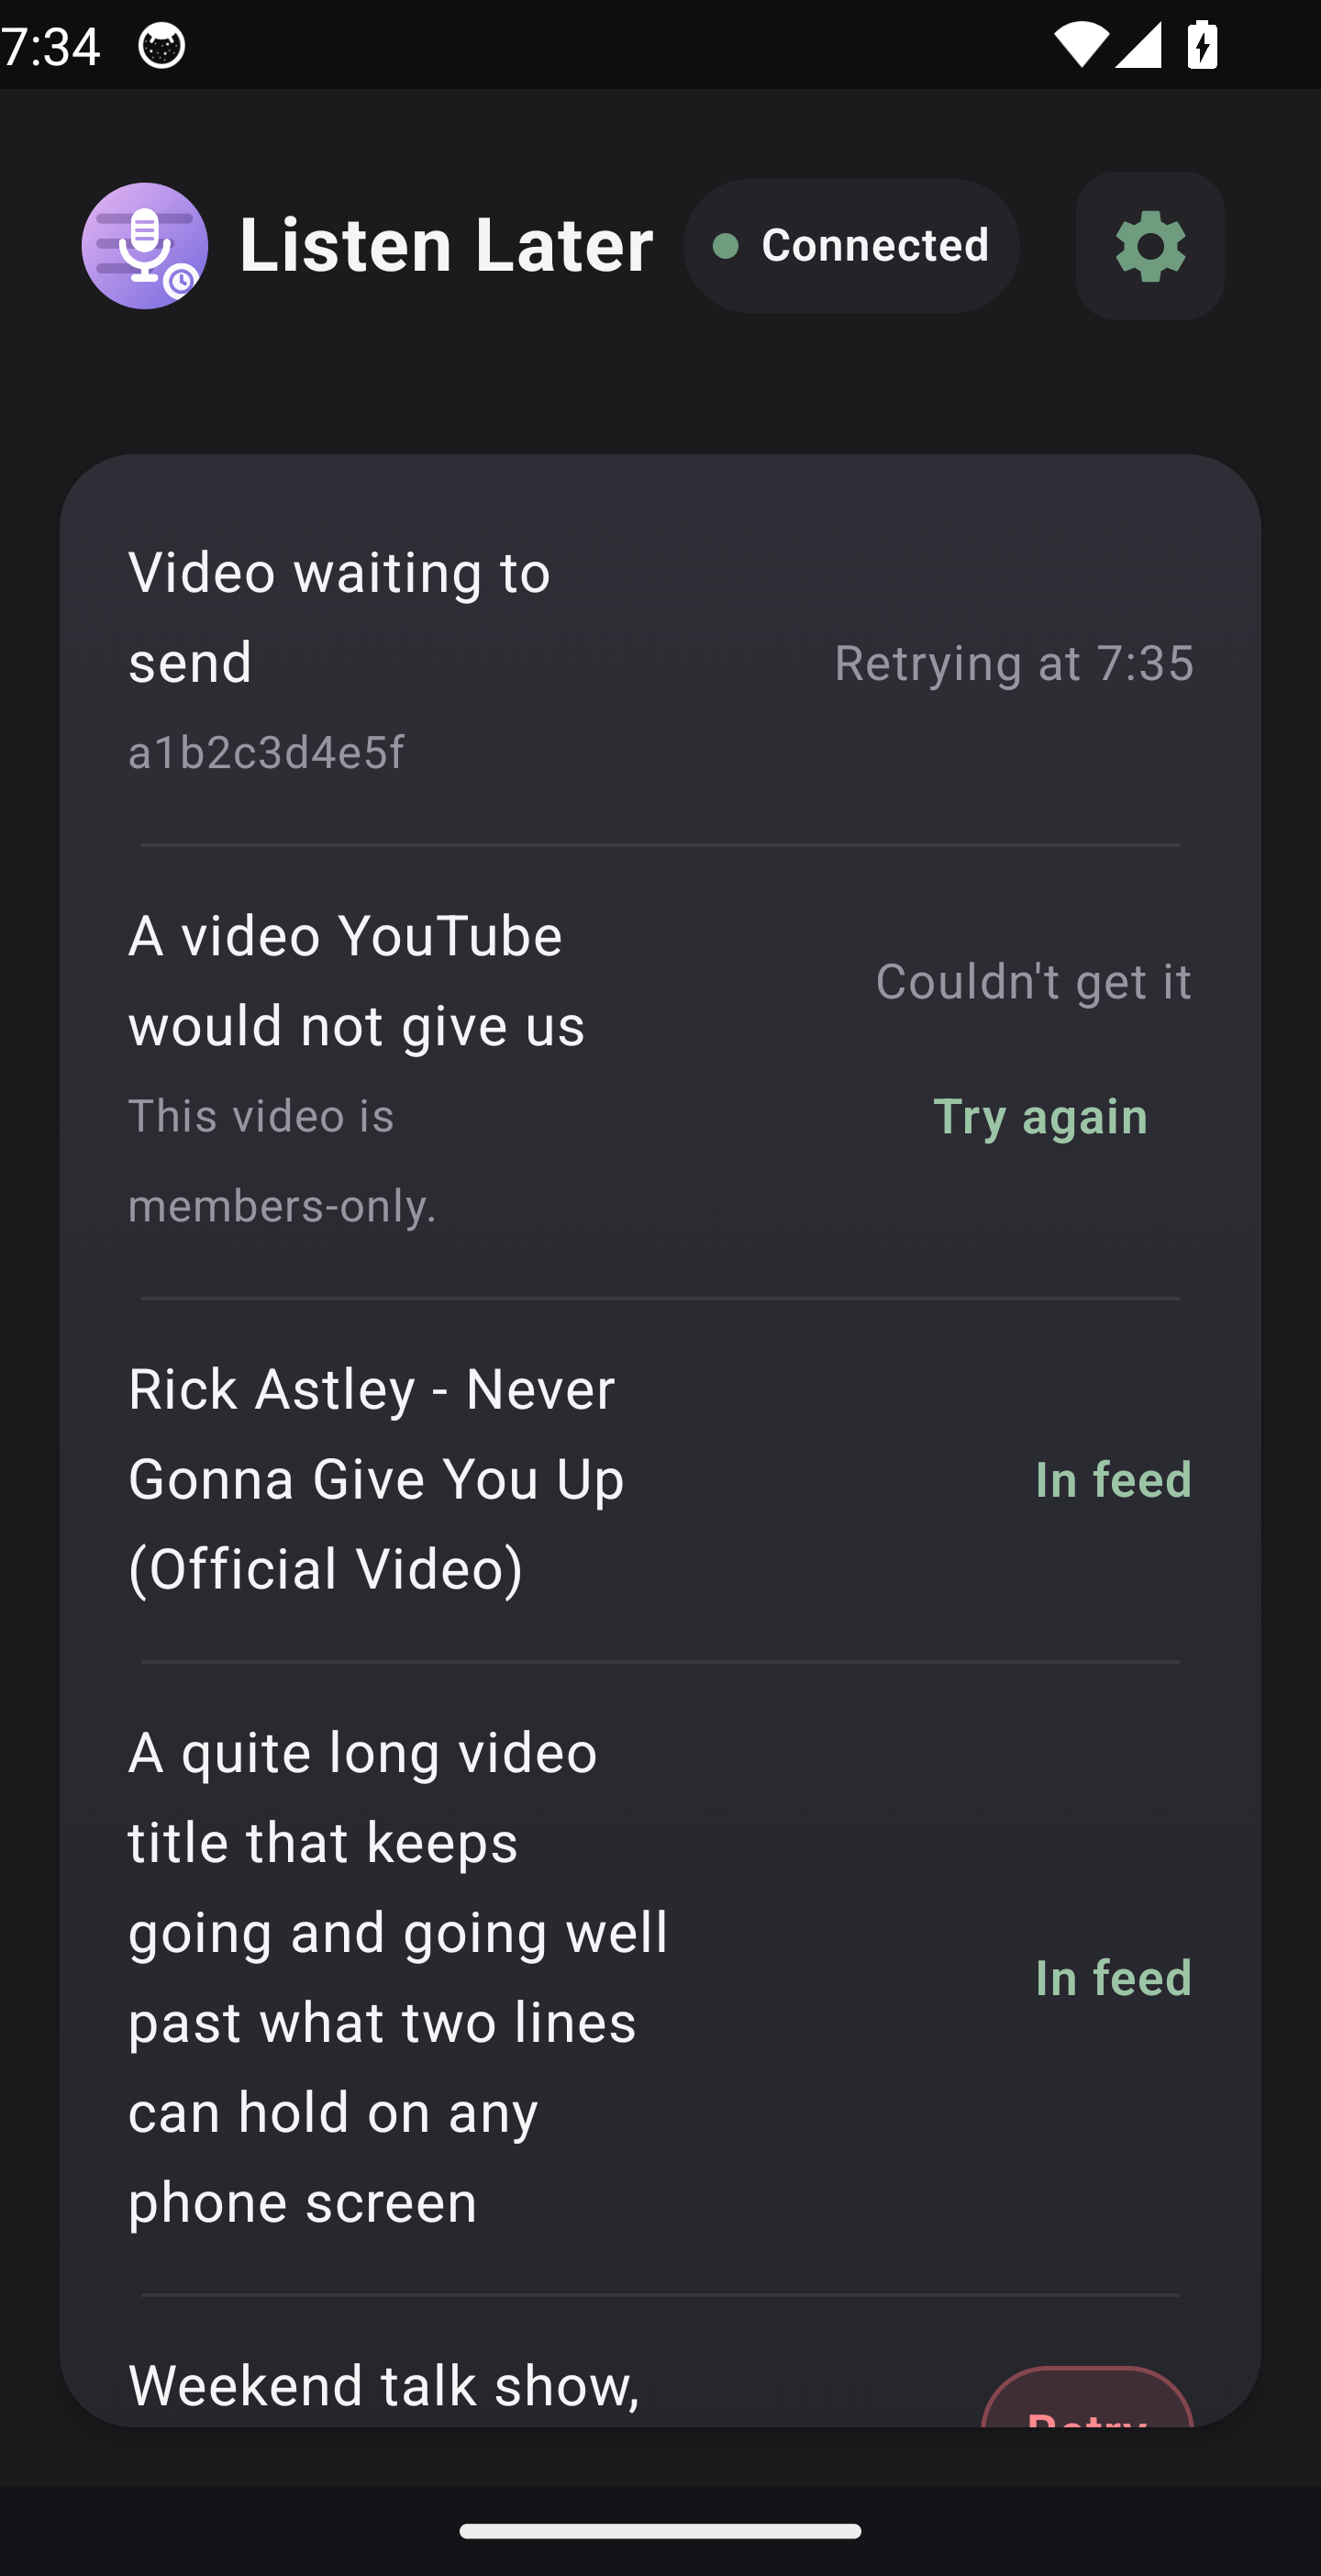 7:34
Listen Later
Connected
Video waiting to
send
a1b2c3d4e5f
Retrying at 7:35
A video YouTube
would not give us
This video is
members-only.
Couldn't get it
Try again
Rick Astley - Never
Gonna Give You Up
(Official Video)
In feed
A quite long video
title that keeps
going and going well
past what two lines
can hold on any
phone screen
In feed
Weekend talk show,
Retry